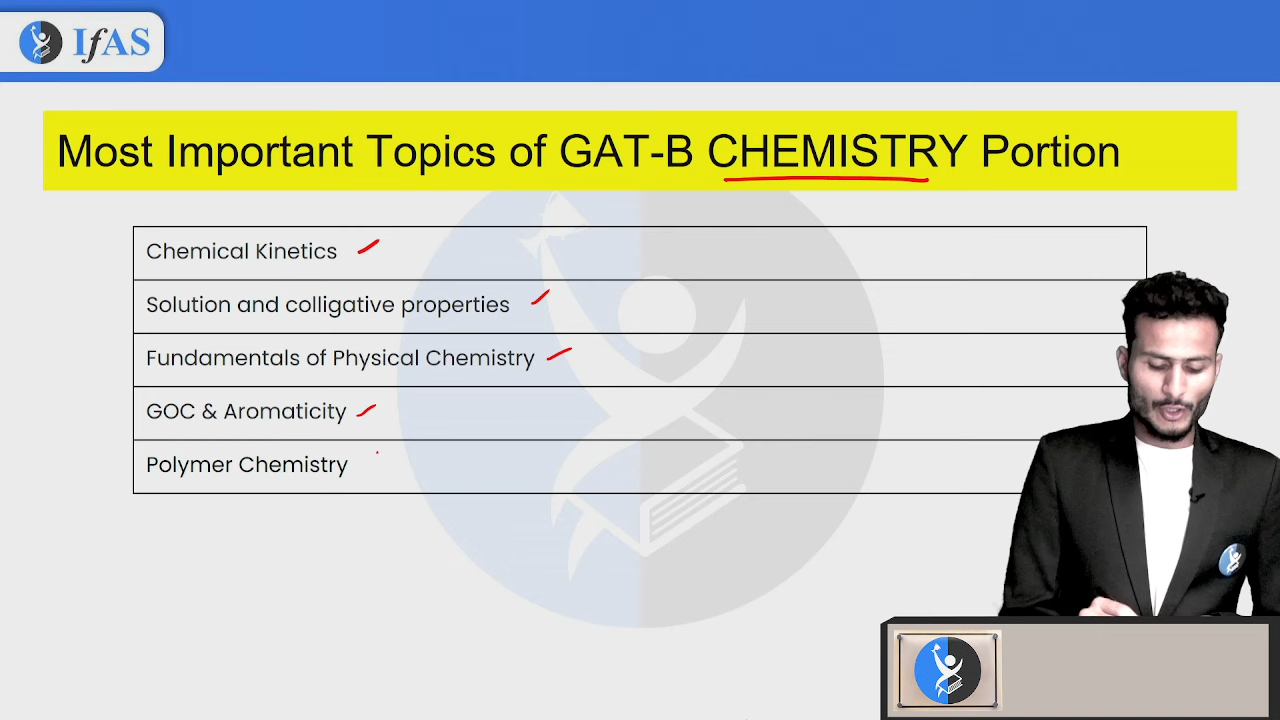 IfAS
Most Important Topics of GAT-B CHEMISTRY Portion
Chemical Kinetics
Solution and colligative properties
Fundamentals of Physical Chemistry
GOC & Aromaticity
Polymer Chemistry